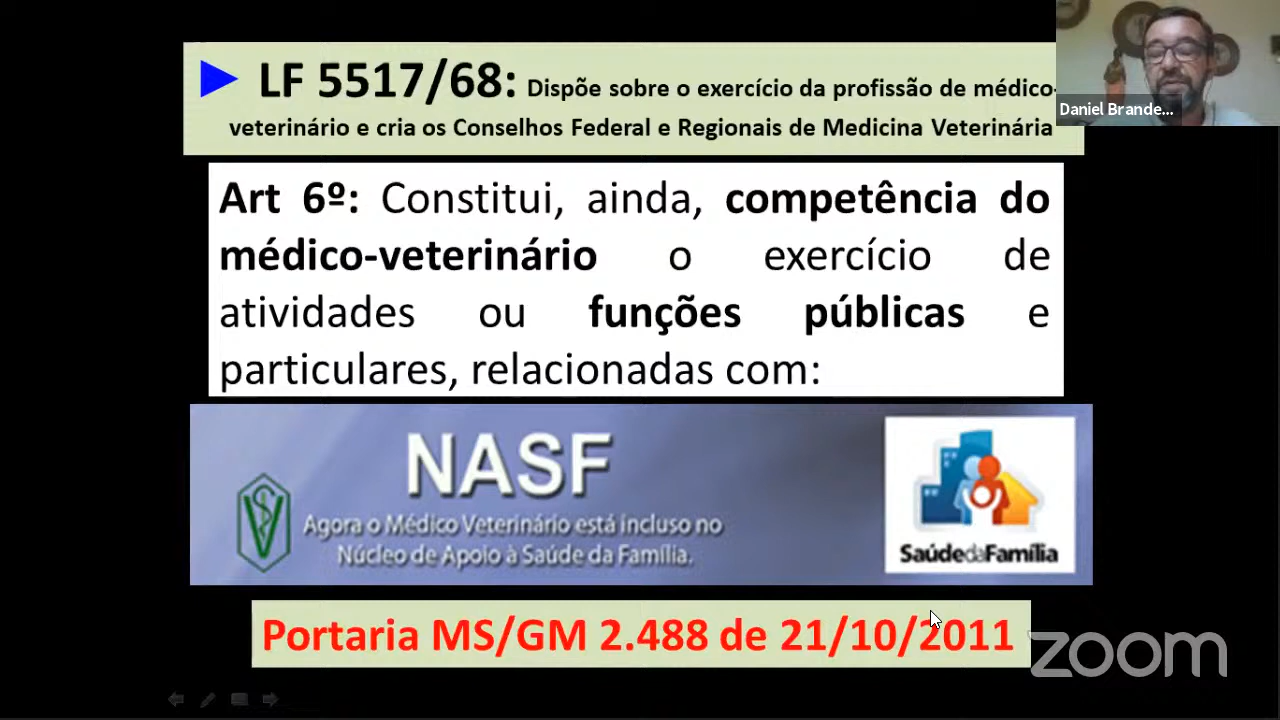 ► LF 5517/68: Dispõe sobre o exercício da profissão de médico-
veterinário e cria os Conselhos Federal e Regionais de Medicina Veterinária
Daniel Brande...
Art 6º: Constitui, ainda, competência do
médico-veterinário o exercício de
atividades ou funções públicas e
particulares, relacionadas com:
NASF
Agora o Médico Veterinário está incluso no
Núcleo de Apoio à Saúde da Família.
SaúdedaFamília
Portaria MS/GM 2.488 de 21/10/2011
zoom